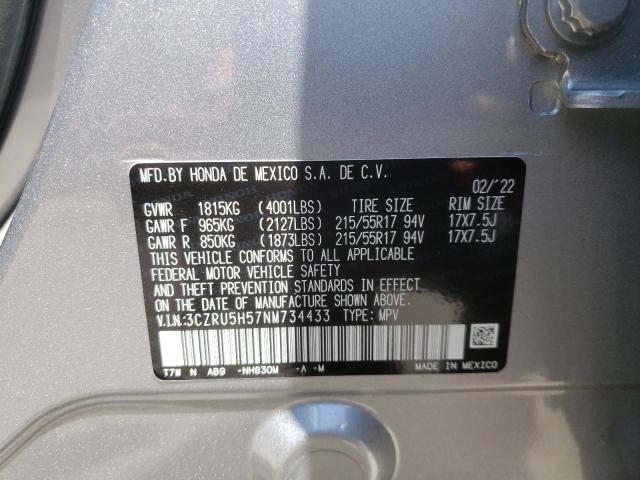 MFD.BY HONDA DE MEXICO S.A. DE C.V.
02/'22
GVWR 1815KG (4001LBS) TIRE SIZE RIM SIZE
GAWR F 965KG (2127LBS) 215/55R17 94V 17X7.5J
GAWR R 850KG (1873LBS) 215/55R17 94V 17X7.5J
THIS VEHICLE CONFORMS TO ALL APPLICABLE
FEDERAL MOTOR VEHICLE SAFETY
AND THEFT PREVENTION STANDARDS IN EFFECT
ON THE DATE OF MANUFACTURE SHOWN ABOVE.
V.I.N:3CZRU5H57NM734433 TYPE: MPV
T7W N AB9 -NH830M -A -M MADE IN MEXICO